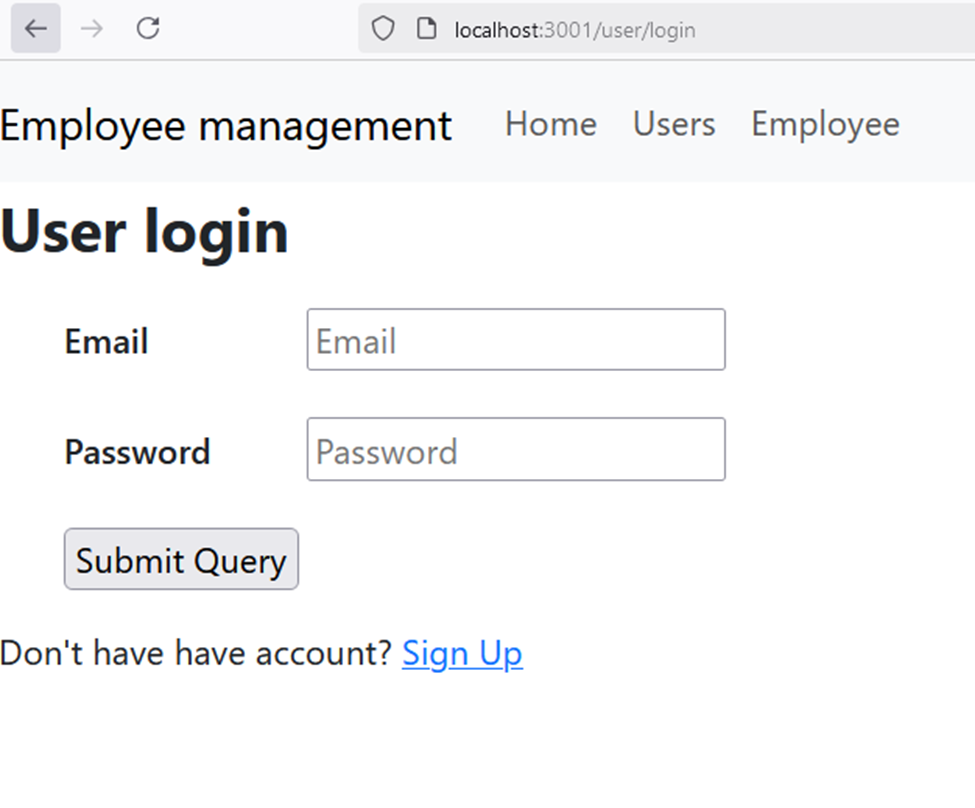 localhost:3001/user/login
Employee management Home Users Employee
User login
Email Email
Password Password
Submit Query
Don't have have account? Sign Up